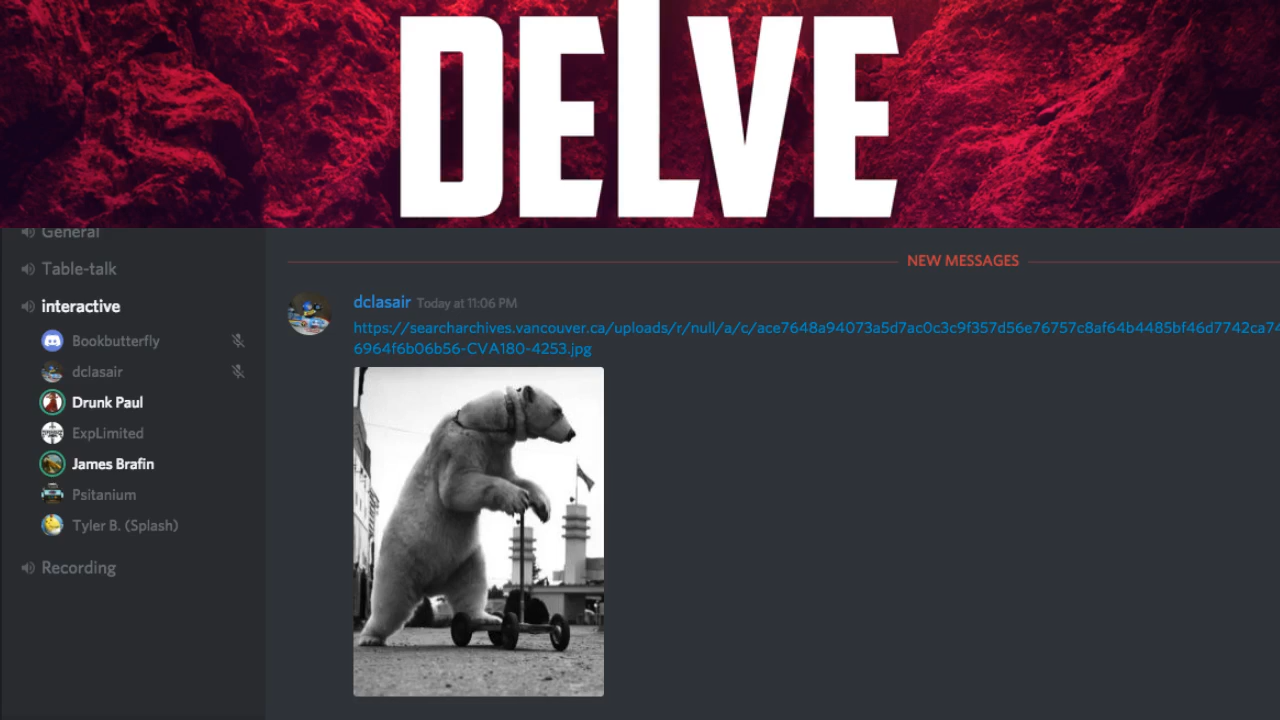 DELVE
General
Table-talk
interactive
Bookbutterfly
dclasair
Drunk Paul
ExpLimited
James Brafin
Psitanium
Tyler B. (Splash)
Recording
NEW MESSAGES
dclasair Today at 11:06 PM
https://searcharchives.vancouver.ca/uploads/r/null/a/c/ace7648a94073a5d7ac0c3c9f357d56e76757c8af64b4485bf46d7742ca74
6964f6b06b56-CVA180-4253.jpg